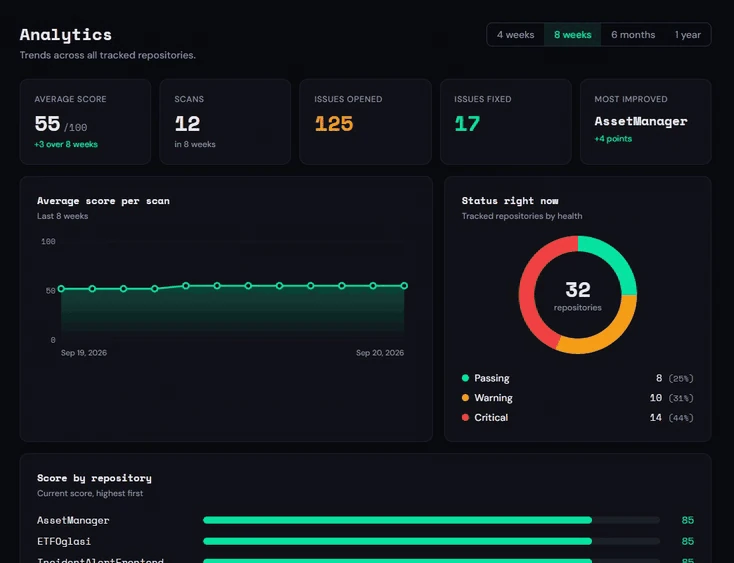 Analytics
Trends across all tracked repositories.
4 weeks 8 weeks 6 months 1 year
AVERAGE SCORE
55 /100
+3 over 8 weeks
SCANS
12
in 8 weeks
ISSUES OPENED
125
ISSUES FIXED
17
MOST IMPROVED
AssetManager
+4 points
Average score per scan
Last 8 weeks
100
50
0
Sep 19, 2026 Sep 20, 2026
Status right now
Tracked repositories by health
32
repositories
Passing 8 (25%)
Warning 10 (31%)
Critical 14 (44%)
Score by repository
Current score, highest first
AssetManager 85
ETFOglasi 85
IncidentAlertFrontend 85